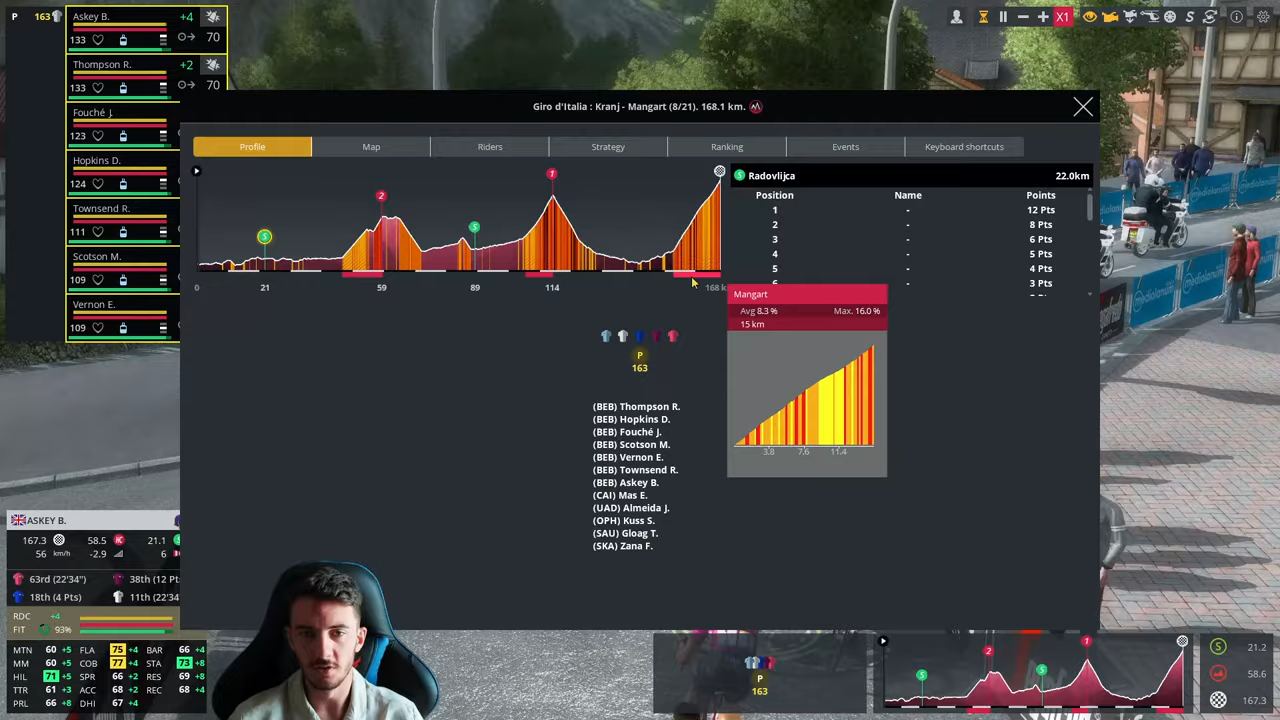 P 163
Askey B. +4
133 70
Thompson R. +2
133 70
Fouché J.
123
Hopkins D.
124
Townsend R.
111
Scotson M.
109
Vernon E.
109
X1
Giro d'Italia : Kranj - Mangart (8/21). 168.1 km.
Profile Map Riders Strategy Ranking Events Keyboard shortcuts
2 1
S S
0 21 59 89 114 168 k
S Radovlijca 22.0km
Position Name Points
1 - 12 Pts
2 - 8 Pts
3 - 6 Pts
4 - 5 Pts
5 - 4 Pts
6 - 3 Pts
Mangart
Avg 8.3 % Max. 16.0 %
15 km
3.8 7.6 11.4
P
163
(BEB) Thompson R.
(BEB) Hopkins D.
(BEB) Fouché J.
(BEB) Scotson M.
(BEB) Vernon E.
(BEB) Townsend R.
(BEB) Askey B.
(CAI) Mas E.
(UAD) Almeida J.
(OPH) Kuss S.
(SAU) Gloag T.
(SKA) Zana F.
ASKEY B.
167.3 58.5 21.1
56 km/h -2.9 6
63rd (22'34") 38th (12 Pts
18th (4 Pts) 11th (22'34
RDC +4
FIT 93%
MTN 60 +5 FLA 75 +4 BAR 66 +4
MM 60 +5 COB 77 +4 STA 73 +8
HIL 71 +5 SPR 66 +2 RES 69 +8
TTR 61 +3 ACC 68 +2 REC 68 +4
PRL 66 +8 DHI 67 +4
P
163
2 1
S S
S 21.2
58.6
167.3